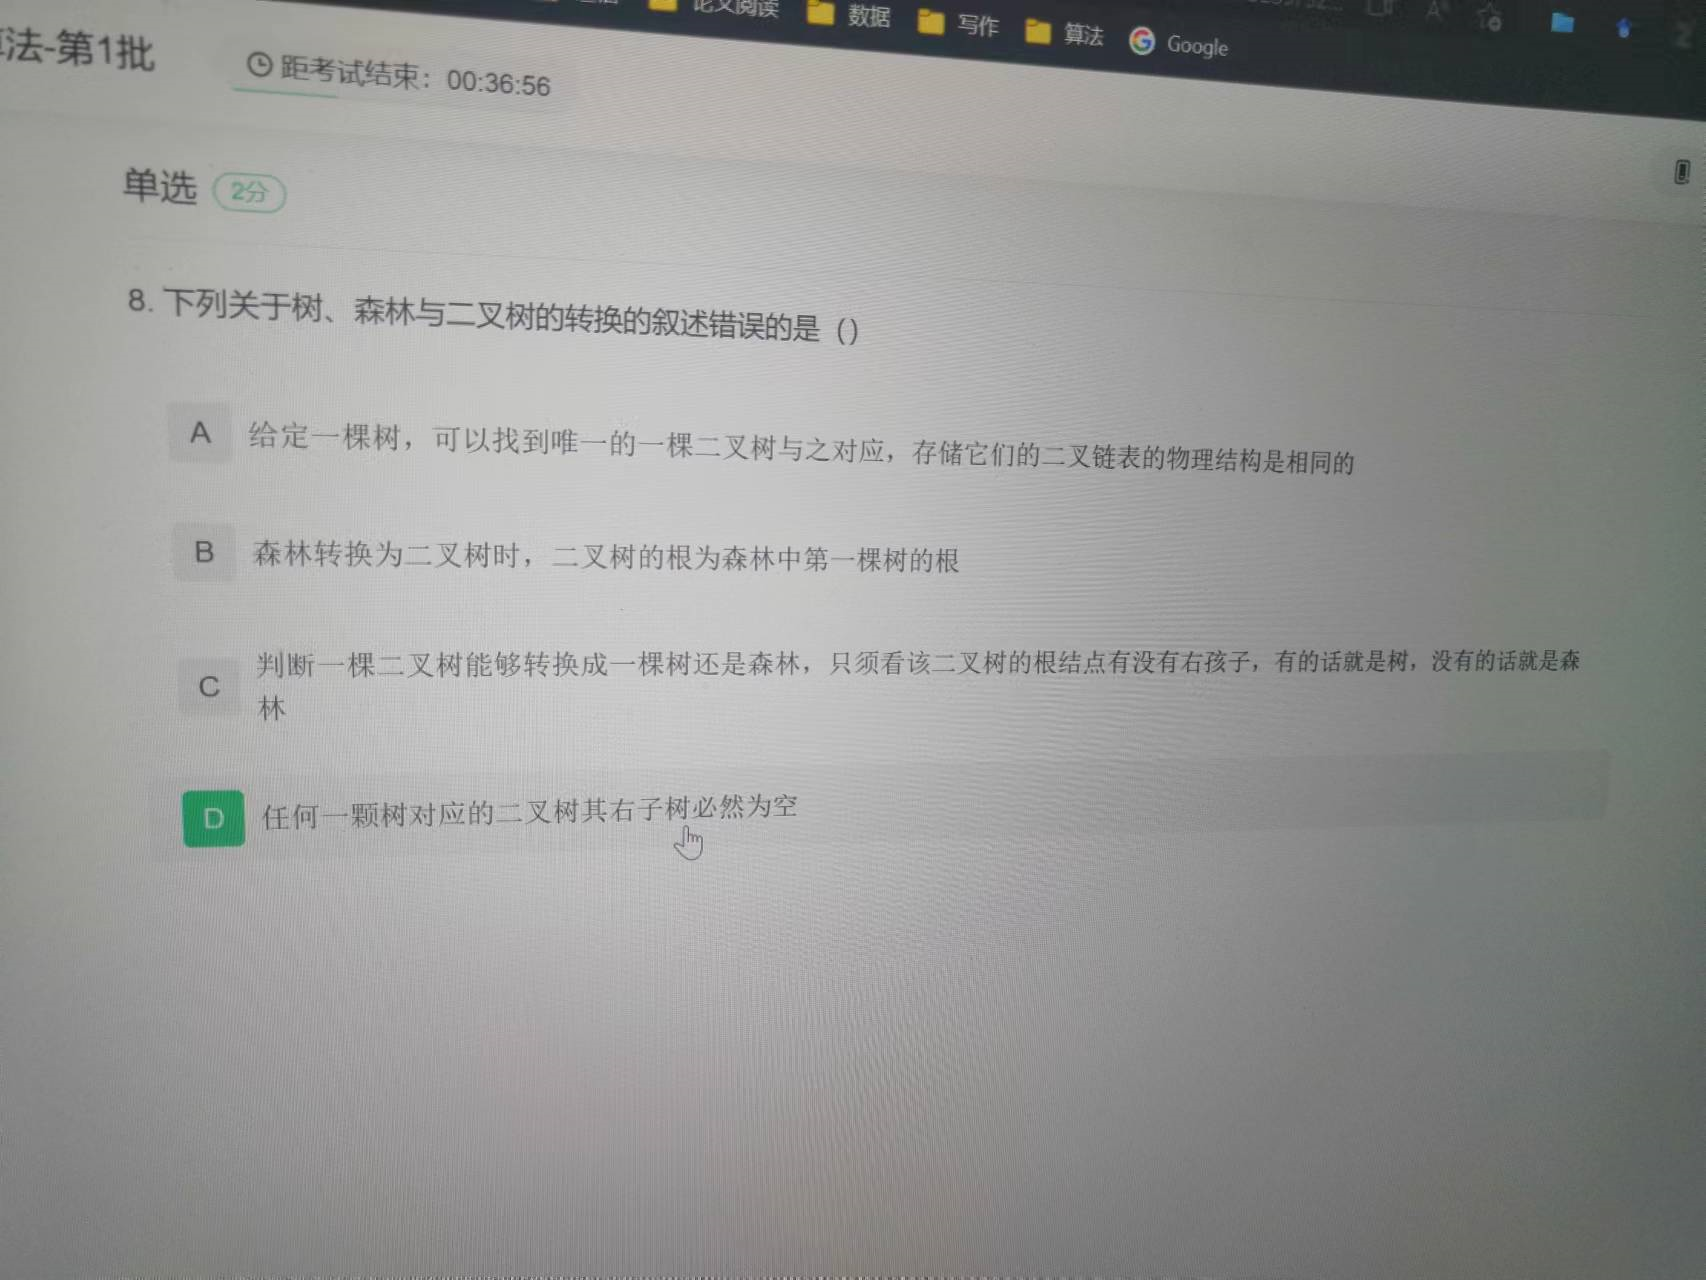 论文阅读
数据
写作
算法
Google
法-第1批
距考试结束：00:36:56
单选 2分
8. 下列关于树、森林与二叉树的转换的叙述错误的是（）
A 给定一棵树，可以找到唯一的一棵二叉树与之对应，存储它们的二叉链表的物理结构是相同的
B 森林转换为二叉树时，二叉树的根为森林中第一棵树的根
C 判断一棵二叉树能够转换成一棵树还是森林，只须看该二叉树的根结点有没有右孩子，有的话就是树，没有的话就是森
林
D 任何一颗树对应的二叉树其右子树必然为空